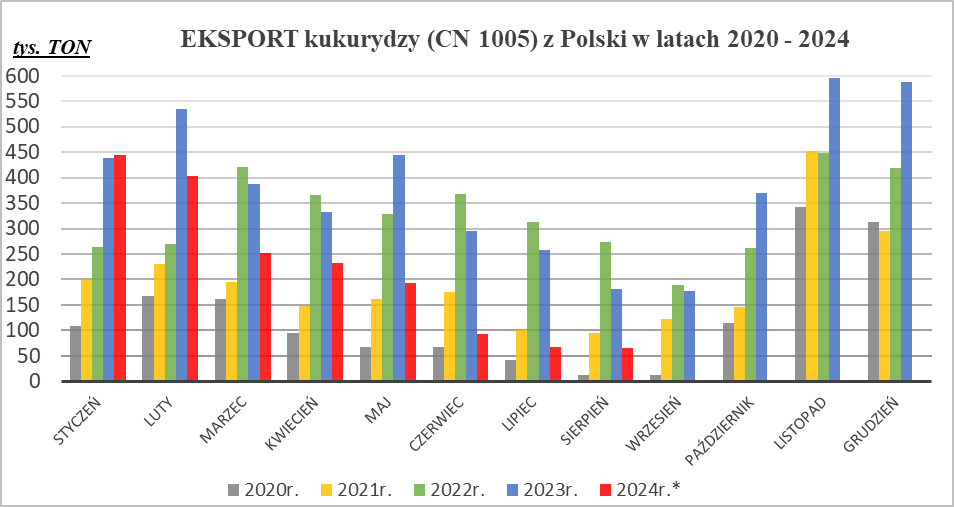 EKSPORT kukurydzy (CN 1005) z Polski w latach 2020 - 2024
tys. TON
600
550
500
450
400
350
300
250
200
150
100
50
0
STYCZEŃ
LUTY
MARZEC
KWIECIEŃ
MAJ
CZERWIEC
LIPIEC
SIERPIEŃ
WRZESIEŃ
PAŹDZIERNIK
LISTOPAD
GRUDZIEŃ
2020r. 2021r. 2022r. 2023r. 2024r.*